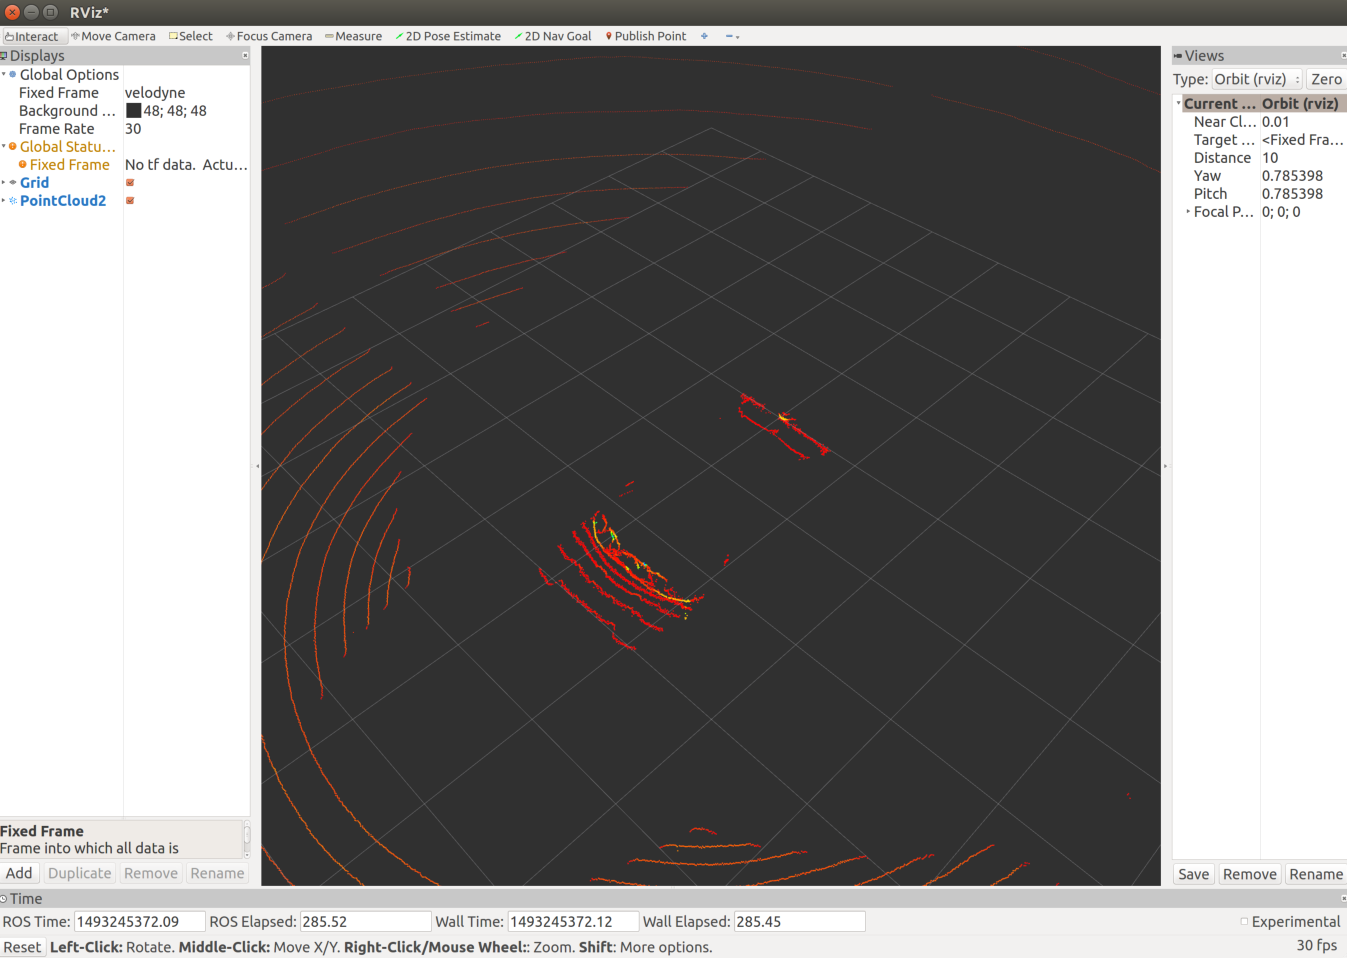 RViz*
Interact Move Camera Select Focus Camera Measure 2D Pose Estimate 2D Nav Goal Publish Point
Displays
Global Options
Fixed Frame velodyne
Background ... 48; 48; 48
Frame Rate 30
Global Statu...
Fixed Frame No tf data. Actu...
Grid
PointCloud2
Fixed Frame
Frame into which all data is
Add Duplicate Remove Rename
Views
Type: Orbit (rviz) Zero
Current ... Orbit (rviz)
Near Cl... 0.01
Target ... <Fixed Fra...
Distance 10
Yaw 0.785398
Pitch 0.785398
Focal P... 0; 0; 0
Save Remove Rename
Time
ROS Time: 1493245372.09 ROS Elapsed: 285.52 Wall Time: 1493245372.12 Wall Elapsed: 285.45 Experimental
Reset Left-Click: Rotate. Middle-Click: Move X/Y. Right-Click/Mouse Wheel:: Zoom. Shift: More options. 30 fps